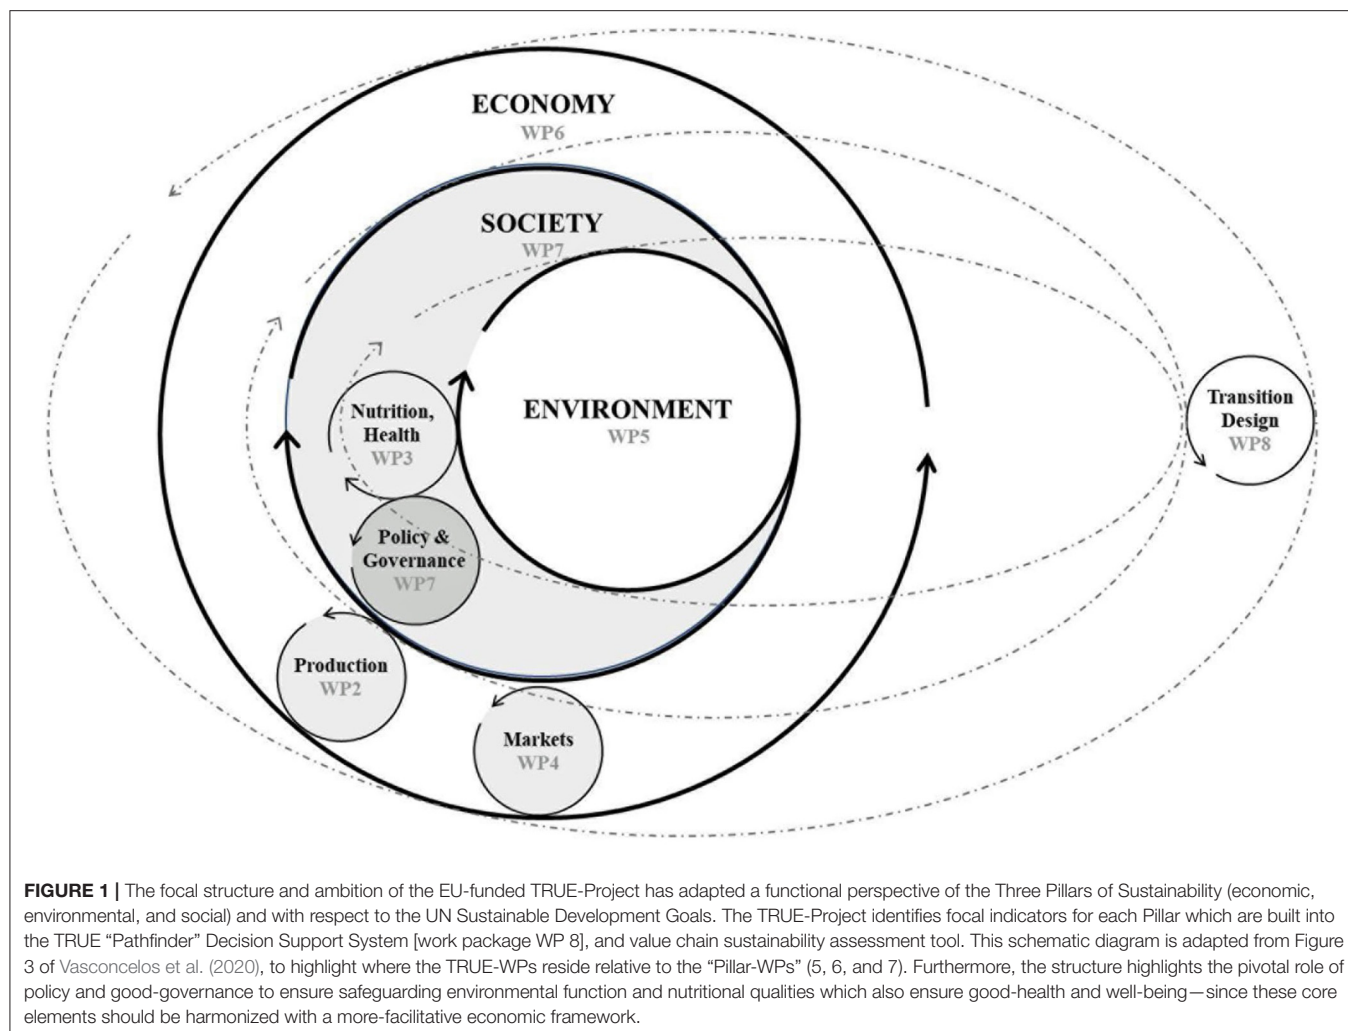 ECONOMY
WP6
SOCIETY
WP7
ENVIRONMENT
WP5
Nutrition,
Health
WP3
Policy &
Governance
WP7
Production
WP2
Markets
WP4
Transition
Design
WP8
FIGURE 1 | The focal structure and ambition of the EU-funded TRUE-Project has adapted a functional perspective of the Three Pillars of Sustainability (economic,
environmental, and social) and with respect to the UN Sustainable Development Goals. The TRUE-Project identifies focal indicators for each Pillar which are built into
the TRUE “Pathfinder” Decision Support System [work package WP 8], and value chain sustainability assessment tool. This schematic diagram is adapted from Figure
3 of Vasconcelos et al. (2020), to highlight where the TRUE-WPs reside relative to the “Pillar-WPs” (5, 6, and 7). Furthermore, the structure highlights the pivotal role of
policy and good-governance to ensure safeguarding environmental function and nutritional qualities which also ensure good-health and well-being—since these core
elements should be harmonized with a more-facilitative economic framework.